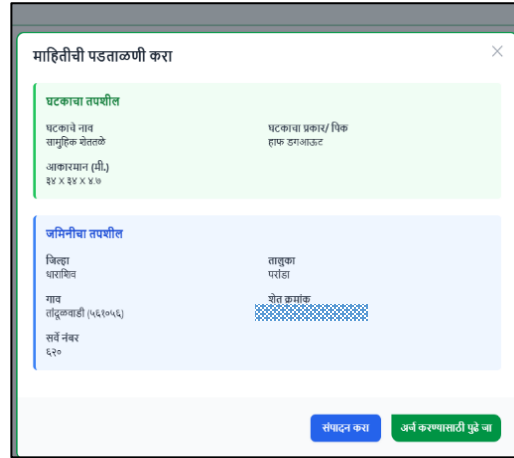 माहितीची पडताळणी करा
घटकाचा तपशील
घटकाचे नाव
सामुहिक शेततळे
घटकाचा प्रकार/ पिक
हाफ डगआऊट
आकारमान (मी.)
३४ X ३४ X ४.७
जमिनीचा तपशील
जिल्हा
धाराशिव
तालुका
परांडा
गाव
तांदूळवाडी (५६१०५६)
शेत क्रमांक
सर्वे नंबर
६२०
संपादन करा
अर्ज करण्यासाठी पुढे जा